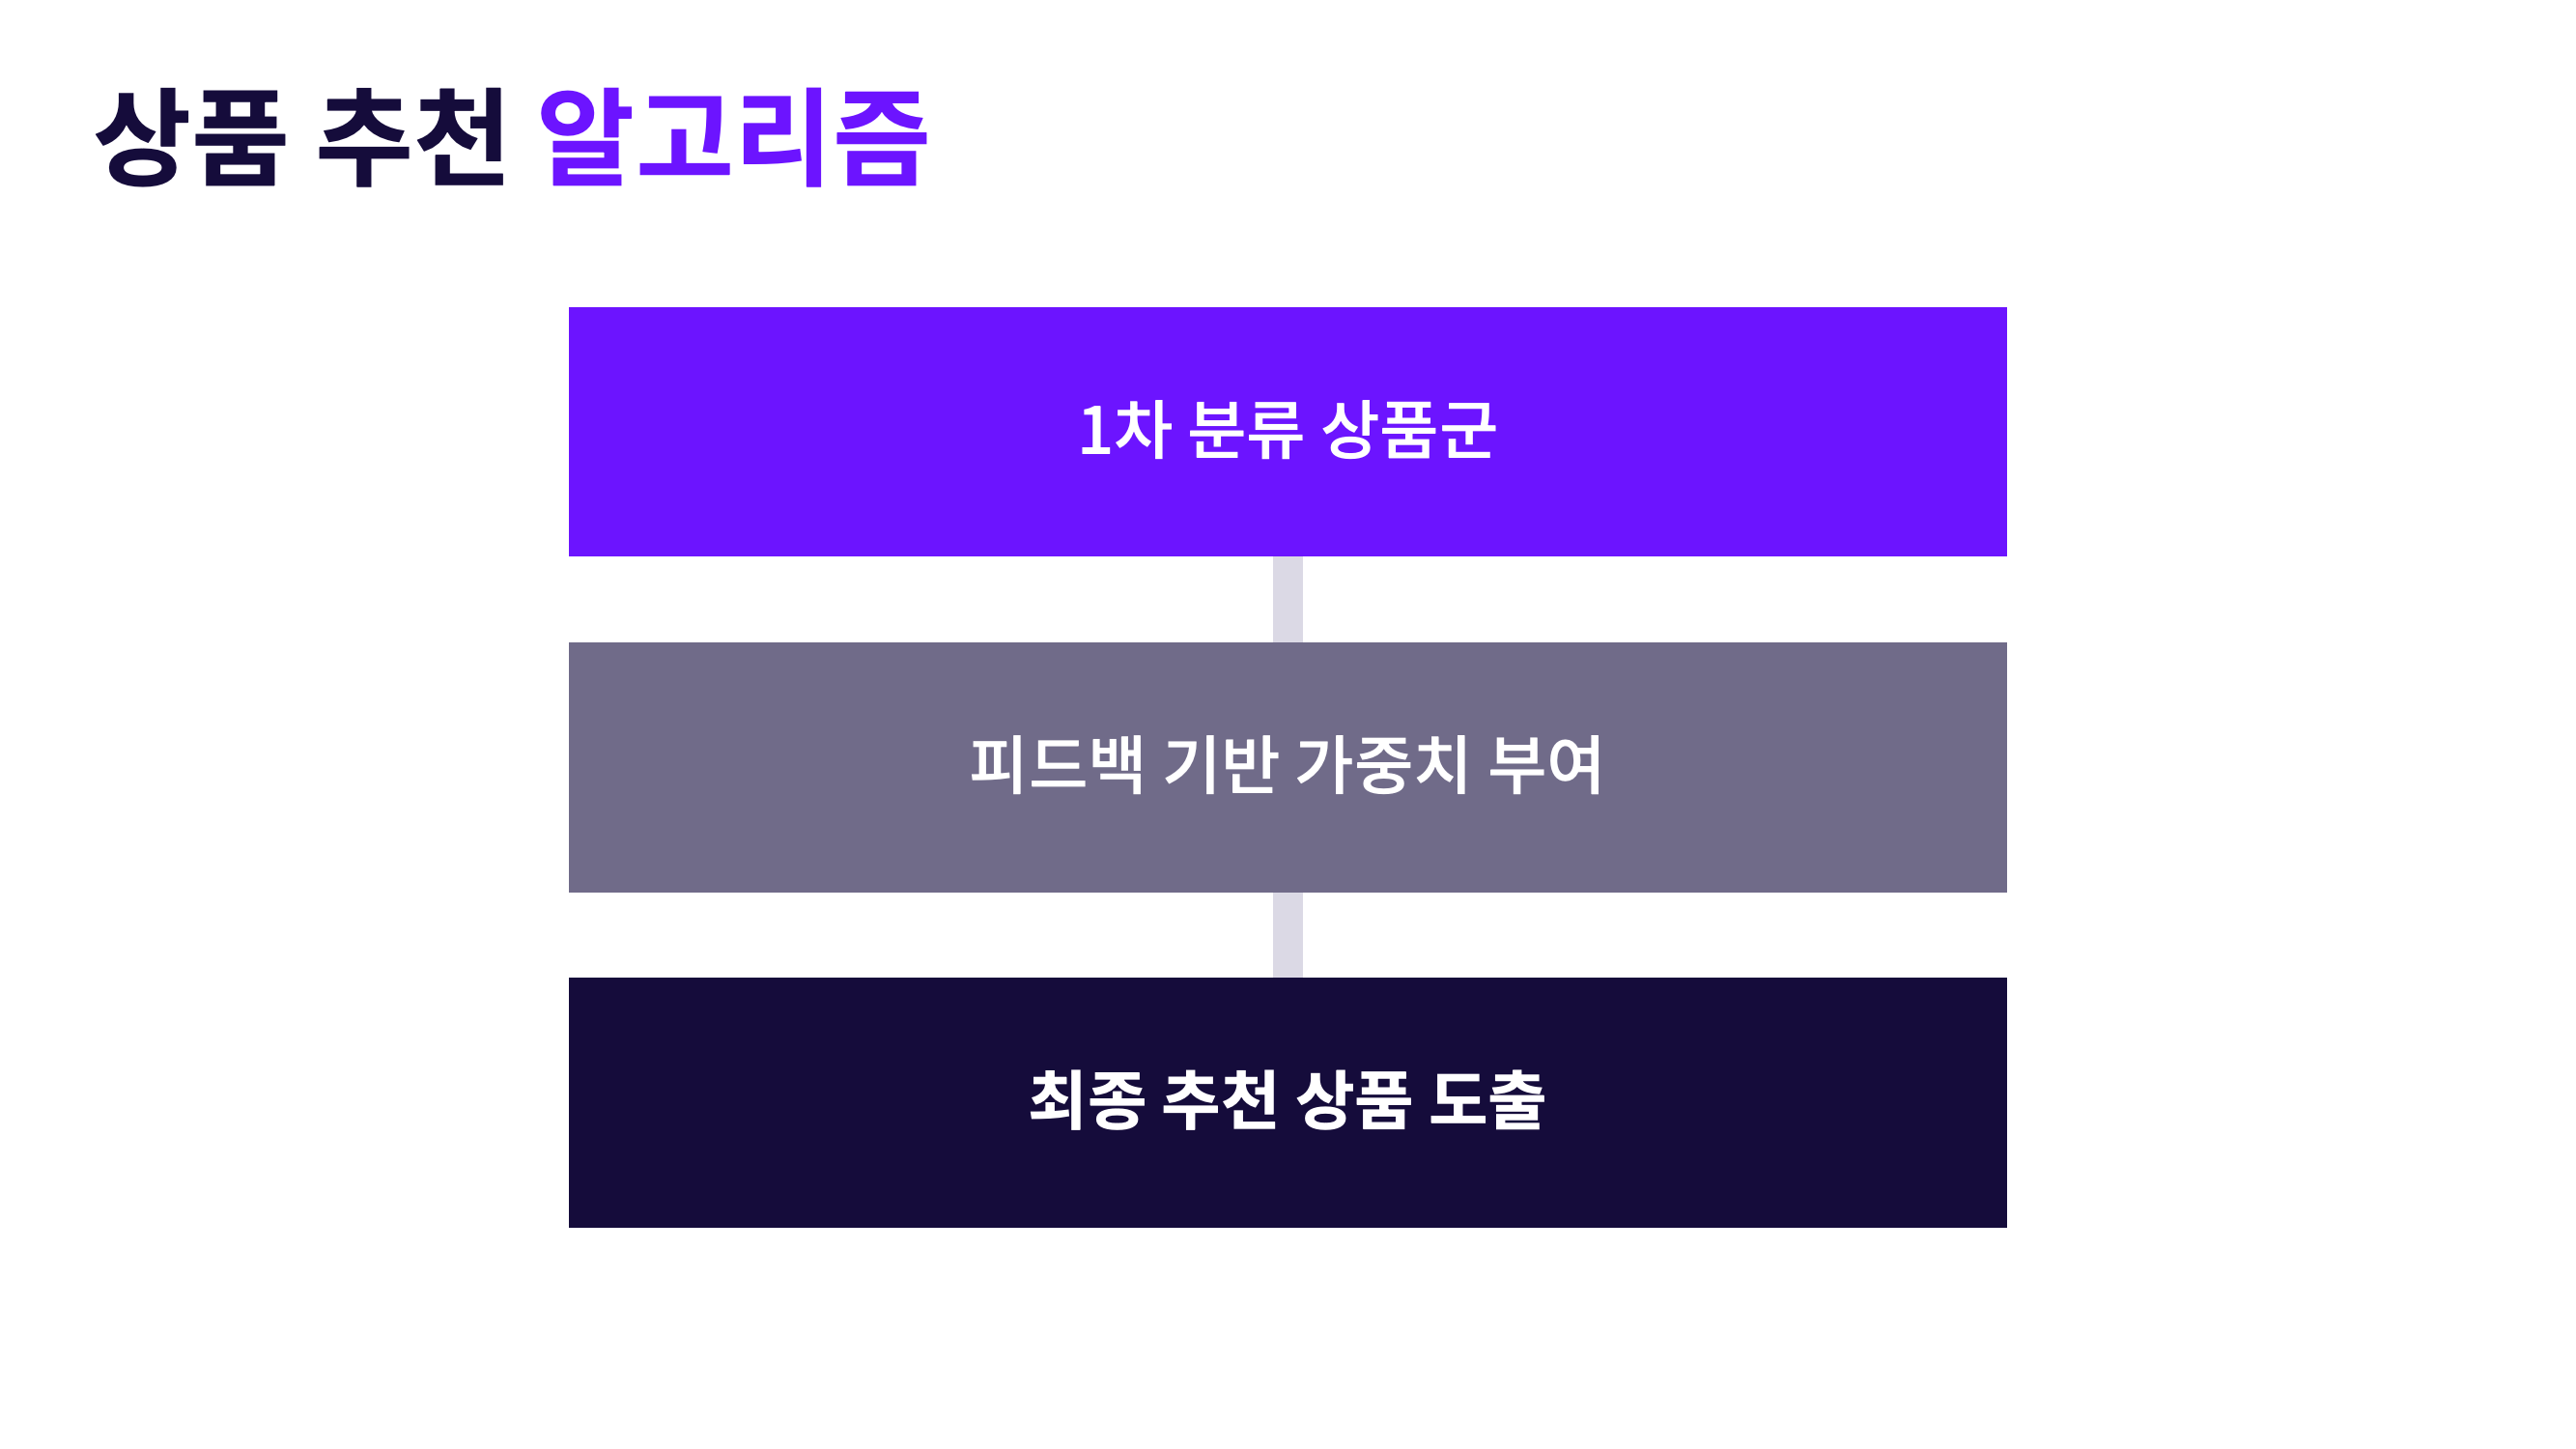 상품 추천 알고리즘
1차 분류 상품군
피드백 기반 가중치 부여
최종 추천 상품 도출